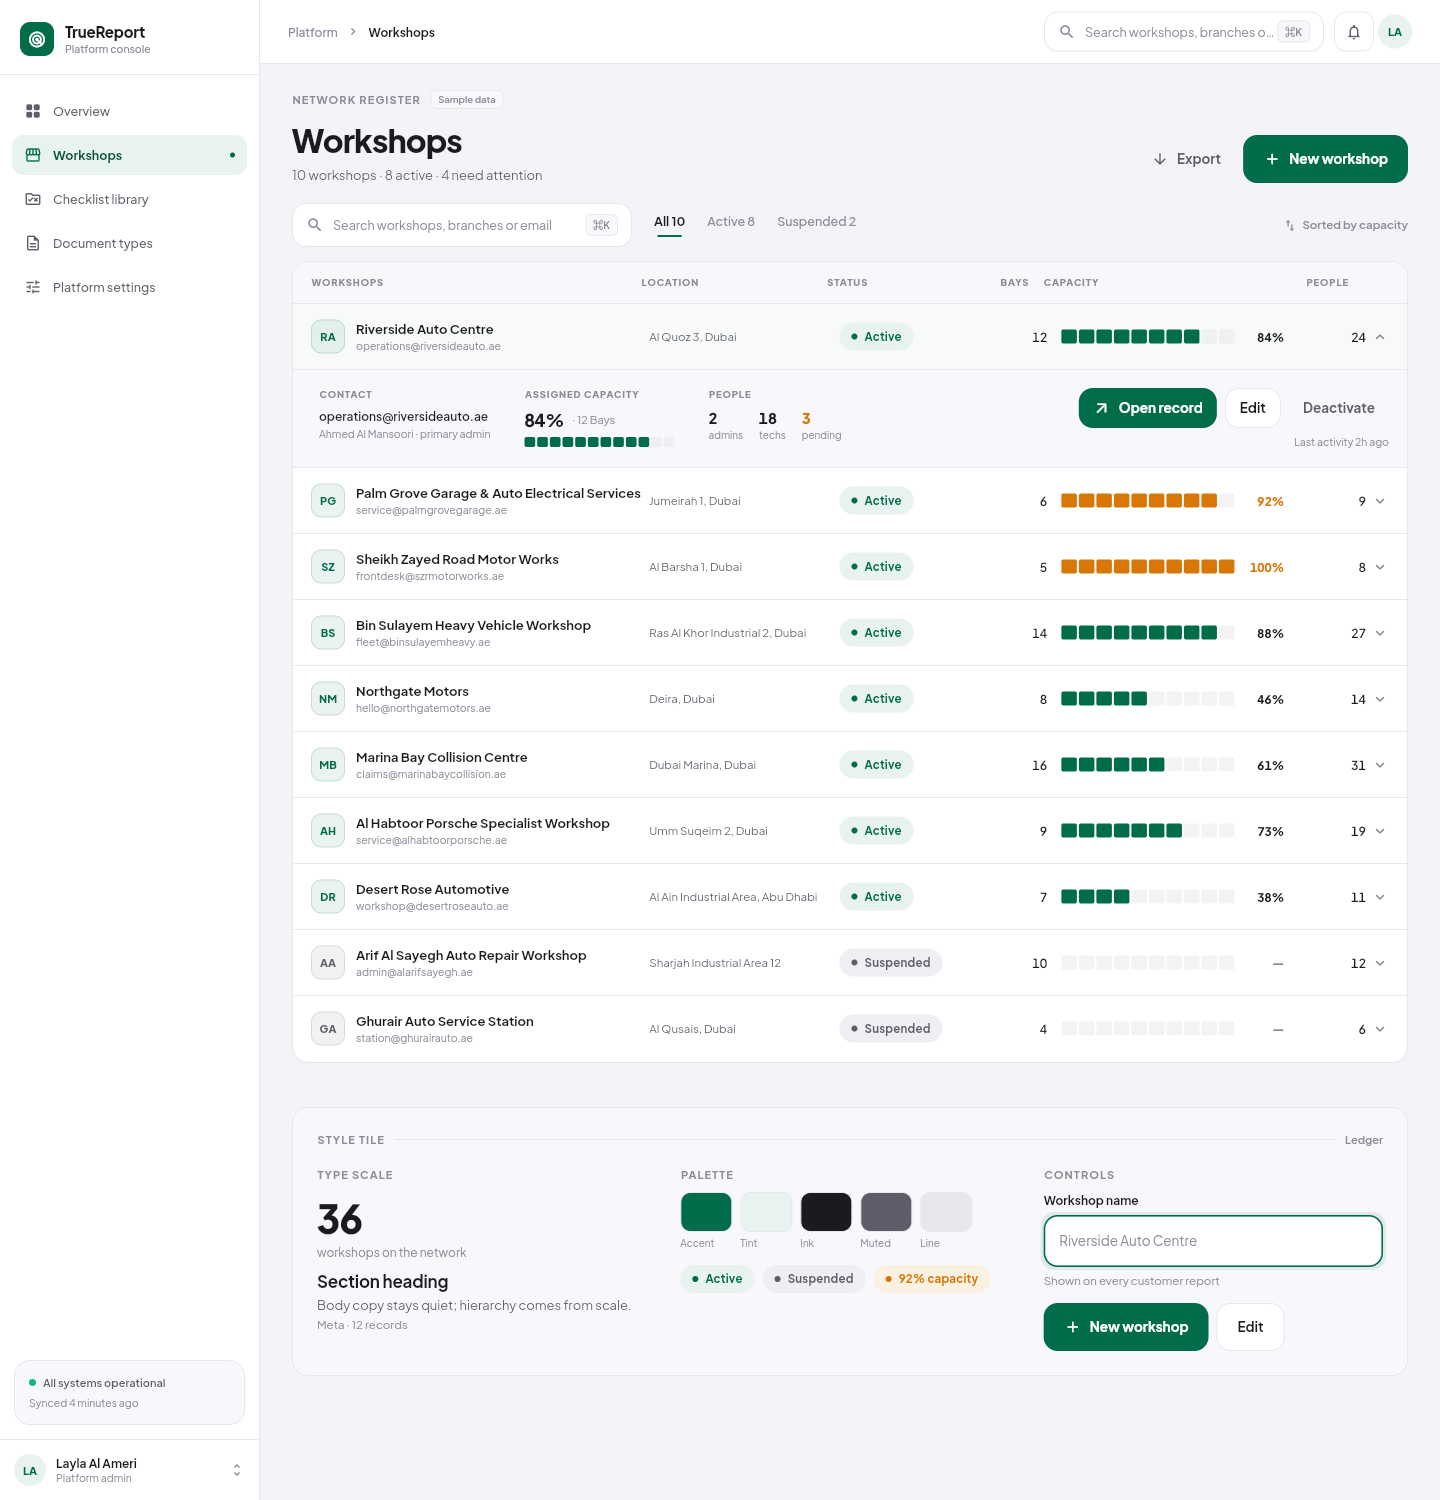 TrueReport
Platform console
Overview
Workshops
Checklist library
Document types
Platform settings
All systems operational
Synced 4 minutes ago
LA
Layla Al Ameri
Platform admin
Platform > Workshops
Search workshops, branches o... ⌘K
LA
NETWORK REGISTER Sample data
Workshops
10 workshops · 8 active · 4 need attention
Export
+ New workshop
Search workshops, branches or email ⌘K
All 10 Active 8 Suspended 2
Sorted by capacity
WORKSHOPS LOCATION STATUS BAYS CAPACITY PEOPLE
RA Riverside Auto Centre Al Quoz 3, Dubai Active 12 84% 24
operations@riversideauto.ae
CONTACT ASSIGNED CAPACITY PEOPLE
operations@riversideauto.ae 84% · 12 Bays 2 18 3
Ahmed Al Mansoori · primary admin admins techs pending
Open record Edit Deactivate
Last activity 2h ago
PG Palm Grove Garage & Auto Electrical Services Jumeirah 1, Dubai Active 6 92% 9
service@palmgrovegarage.ae
SZ Sheikh Zayed Road Motor Works Al Barsha 1, Dubai Active 5 100% 8
frontdesk@szrmotorworks.ae
BS Bin Sulayem Heavy Vehicle Workshop Ras Al Khor Industrial 2, Dubai Active 14 88% 27
fleet@binsulayemheavy.ae
NM Northgate Motors Deira, Dubai Active 8 46% 14
hello@northgatemotors.ae
MB Marina Bay Collision Centre Dubai Marina, Dubai Active 16 61% 31
claims@marinabaycollision.ae
AH Al Habtoor Porsche Specialist Workshop Umm Suqeim 2, Dubai Active 9 73% 19
service@alhabtoorporsche.ae
DR Desert Rose Automotive Al Ain Industrial Area, Abu Dhabi Active 7 38% 11
workshop@desertroseauto.ae
AA Arif Al Sayegh Auto Repair Workshop Sharjah Industrial Area 12 Suspended 10 — 12
admin@alarifsayegh.ae
GA Ghurair Auto Service Station Al Qusais, Dubai Suspended 4 — 6
station@ghurairauto.ae
STYLE TILE Ledger
TYPE SCALE
36
workshops on the network
Section heading
Body copy stays quiet; hierarchy comes from scale.
Meta · 12 records
PALETTE
Accent Tint Ink Muted Line
Active Suspended 92% capacity
CONTROLS
Workshop name
Riverside Auto Centre
Shown on every customer report
+ New workshop Edit